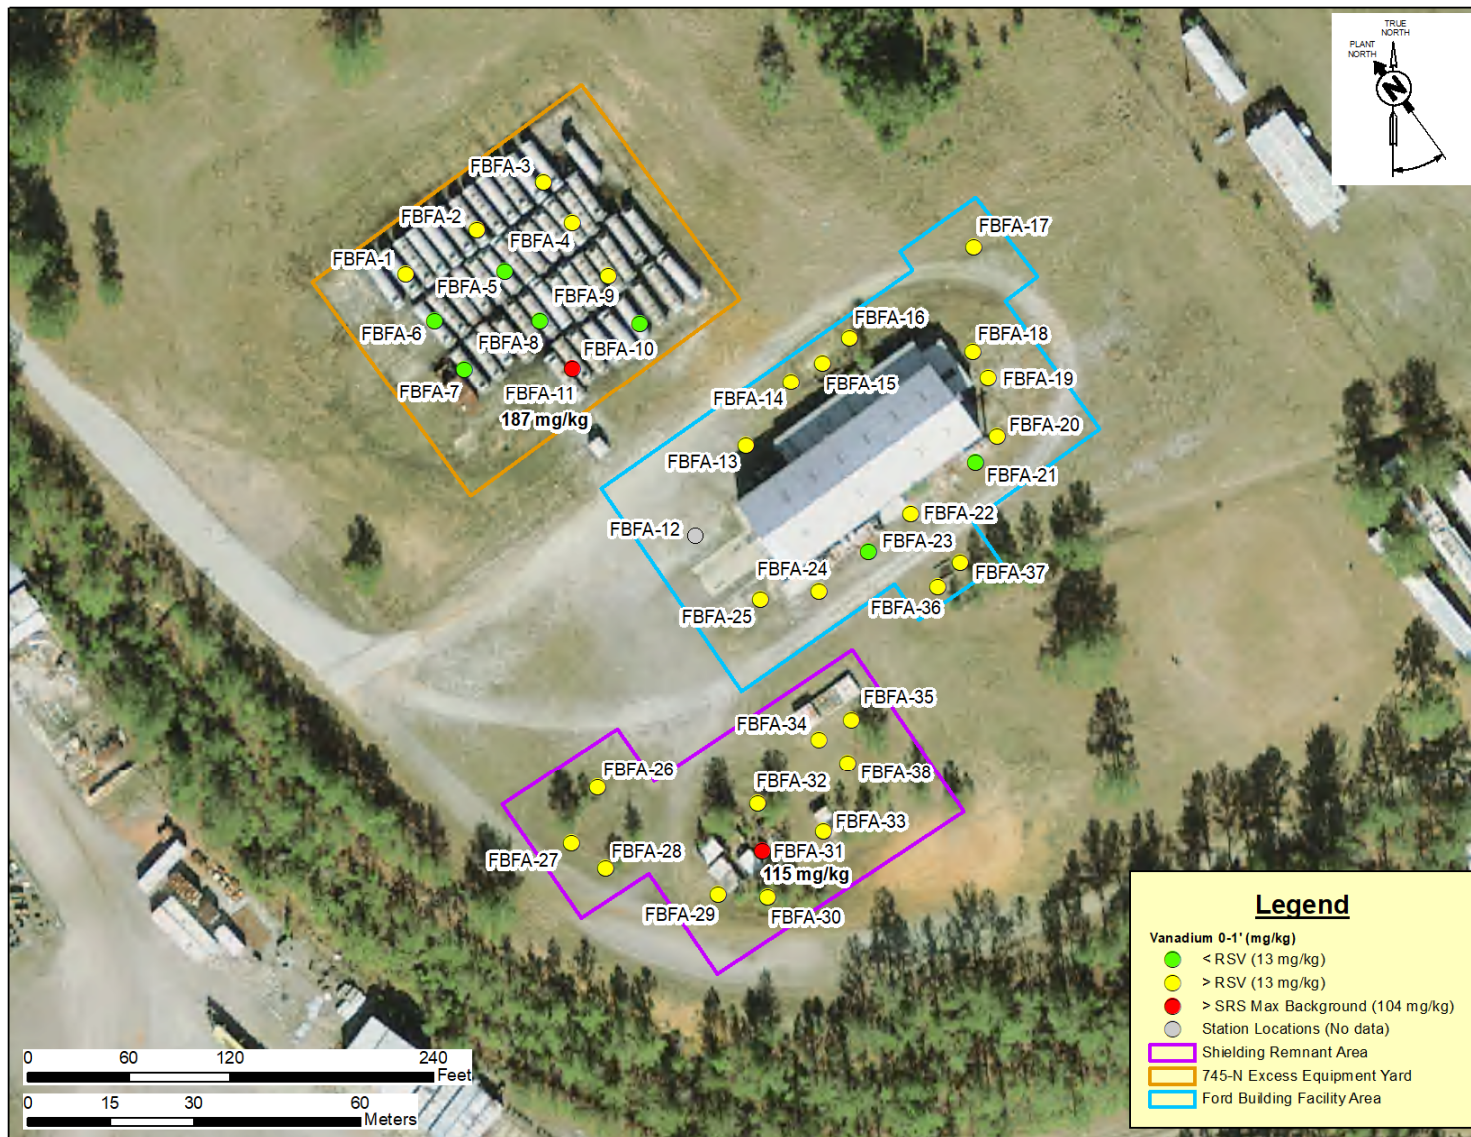 TRUE
NORTH
PLANT
NORTH
N
FBFA-3
FBFA-2
FBFA-4
FBFA-1
FBFA-5
FBFA-9
FBFA-6
FBFA-8
FBFA-10
FBFA-7
FBFA-11
187 mg/kg
FBFA-17
FBFA-16
FBFA-18
FBFA-15
FBFA-14
FBFA-19
FBFA-20
FBFA-13
FBFA-21
FBFA-22
FBFA-12
FBFA-23
FBFA-24
FBFA-37
FBFA-25
FBFA-36
FBFA-35
FBFA-34
FBFA-26
FBFA-38
FBFA-32
FBFA-33
FBFA-27
FBFA-28
FBFA-31
115 mg/kg
FBFA-29
FBFA-30
Legend
Vanadium 0-1' (mg/kg)
< RSV (13 mg/kg)
> RSV (13 mg/kg)
> SRS Max Background (104 mg/kg)
Station Locations (No data)
Shielding Remnant Area
745-N Excess Equipment Yard
Ford Building Facility Area
0 60 120 240
Feet
0 15 30 60
Meters